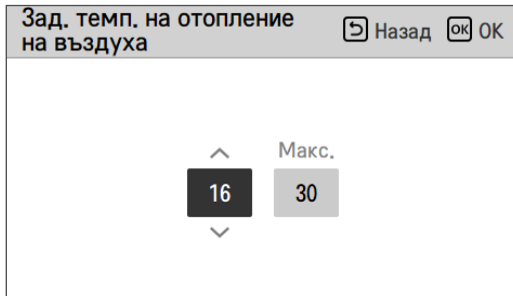 Зад. темп. на отопление
на въздуха
Назад OK OK
Макс.
16 30